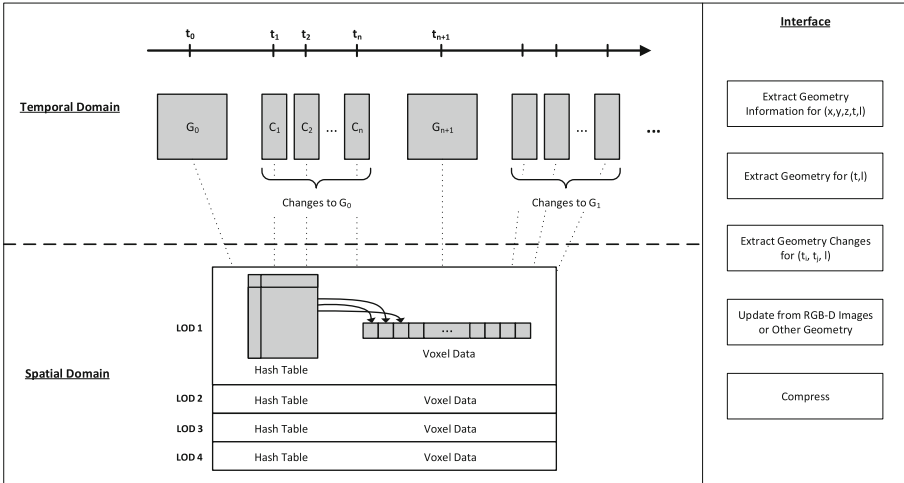 t₀ t₁ t₂ tₙ tₙ₊₁
Temporal Domain
G₀ C₁ C₂ ... Cₙ Gₙ₊₁ ... ...
Changes to G₀
Changes to G₁
Spatial Domain
LOD 1
Hash Table
...
Voxel Data
LOD 2 Hash Table Voxel Data
LOD 3 Hash Table Voxel Data
LOD 4 Hash Table Voxel Data
Interface
Extract Geometry
Information for (x,y,z,t,l)
Extract Geometry for (t,l)
Extract Geometry Changes
for (tᵢ, tⱼ, l)
Update from RGB-D Images
or Other Geometry
Compress